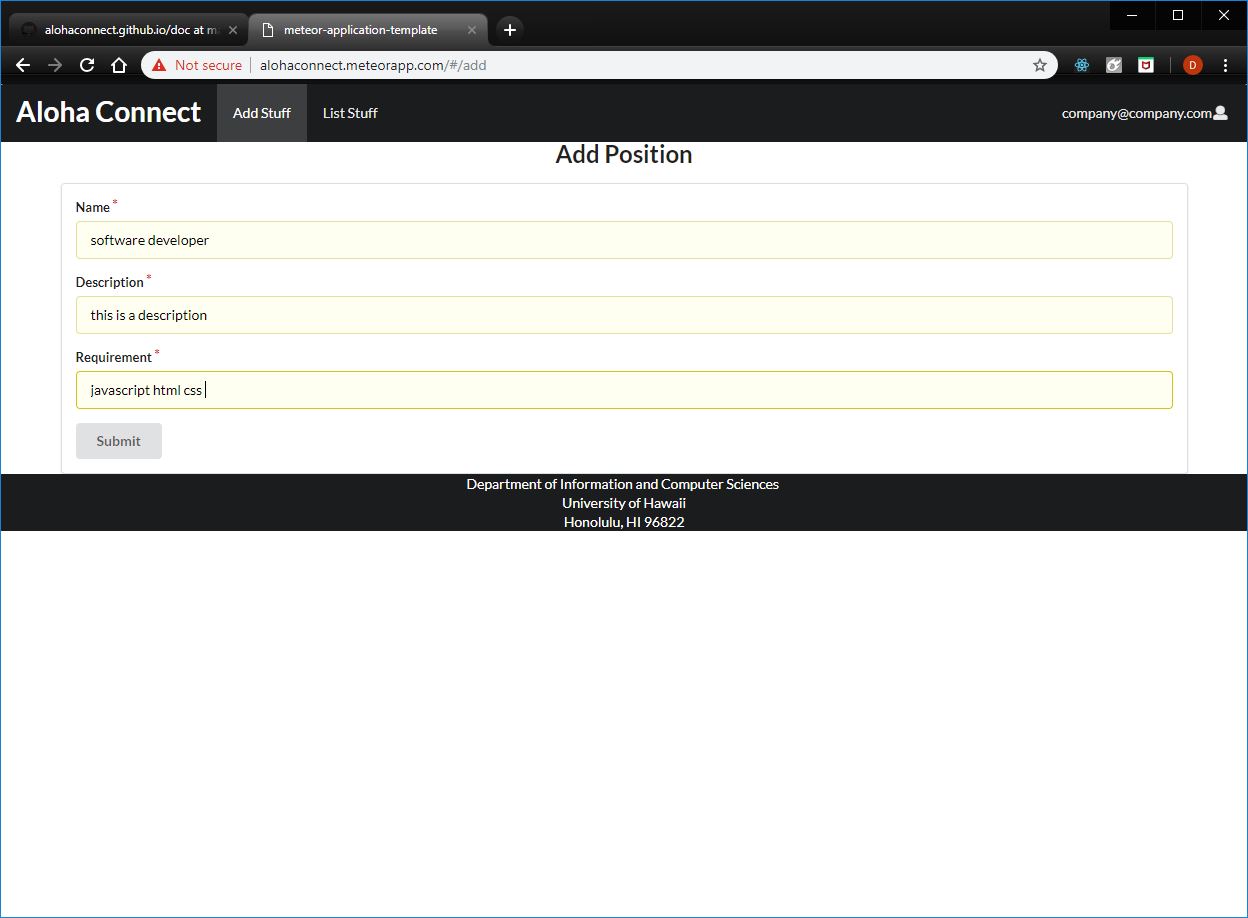 alohaconnect.github.io/doc at m
meteor-application-template
Not secure
alohaconnect.meteorapp.com/#/add
D
Aloha Connect
Add Stuff
List Stuff
company@company.com
Add Position
Name *
software developer
Description *
this is a description
Requirement *
javascript html css
Submit
Department of Information and Computer Sciences
University of Hawaii
Honolulu, HI 96822